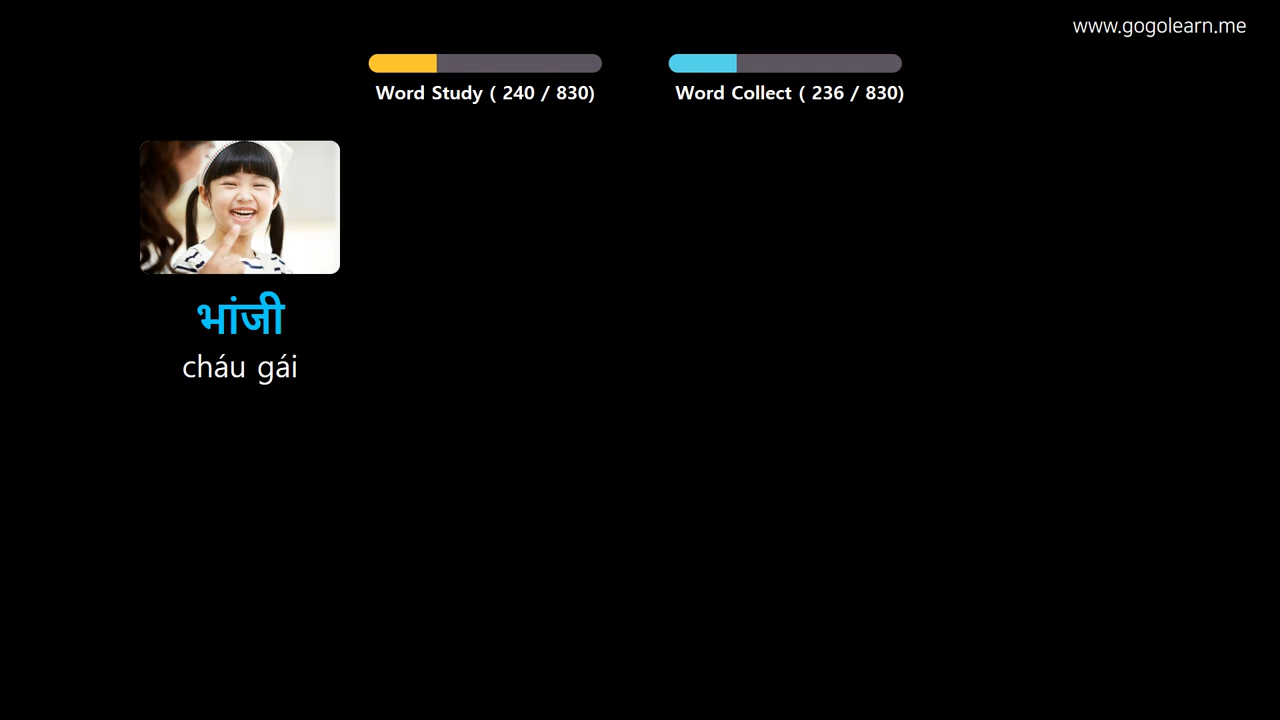 www.gogolearn.me
Word Study ( 240 / 830)
Word Collect ( 236 / 830)
भांजी
cháu gái